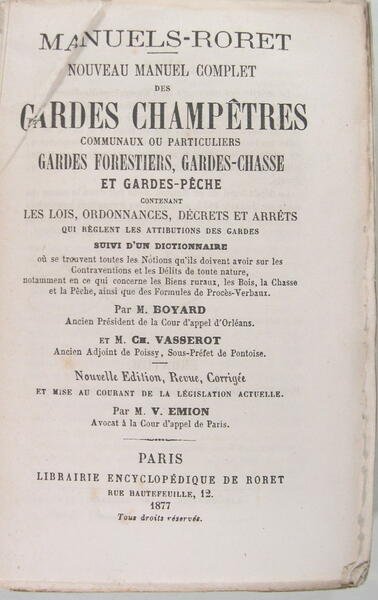 MANUELS-RORET
NOUVEAU MANUEL COMPLET
DES
GARDES CHAMPÊTRES
COMMUNAUX OU PARTICULIERS
GARDES FORESTIERS, GARDES-CHASSE
ET GARDES-PÊCHE
CONTENANT
LES LOIS, ORDONNANCES, DÉCRETS ET ARRÊTS
QUI RÈGLENT LES ATTIBUTIONS DES GARDES
SUIVI D'UN DICTIONNAIRE
où se trouvent toutes les Notions qu'ils doivent avoir sur les
Contraventions et les Délits de toute nature,
notamment en ce qui concerne les Biens ruraux, les Bois, la Chasse
et la Pêche, ainsi que des Formules de Procès-Verbaux.
Par M. BOYARD
Ancien Président de la Cour d'appel d'Orléans.
ET M. CH. VASSEROT
Ancien Adjoint de Poissy, Sous-Préfet de Pontoise.
Nouvelle Edition, Revue, Corrigée
ET MISE AU COURANT DE LA LÉGISLATION ACTUELLE.
Par M. V. EMION
Avocat à la Cour d'appel de Paris.
PARIS
LIBRAIRIE ENCYCLOPÉDIQUE DE RORET
RUE HAUTEFEUILLE, 12.
1877
Tous droits réservés.